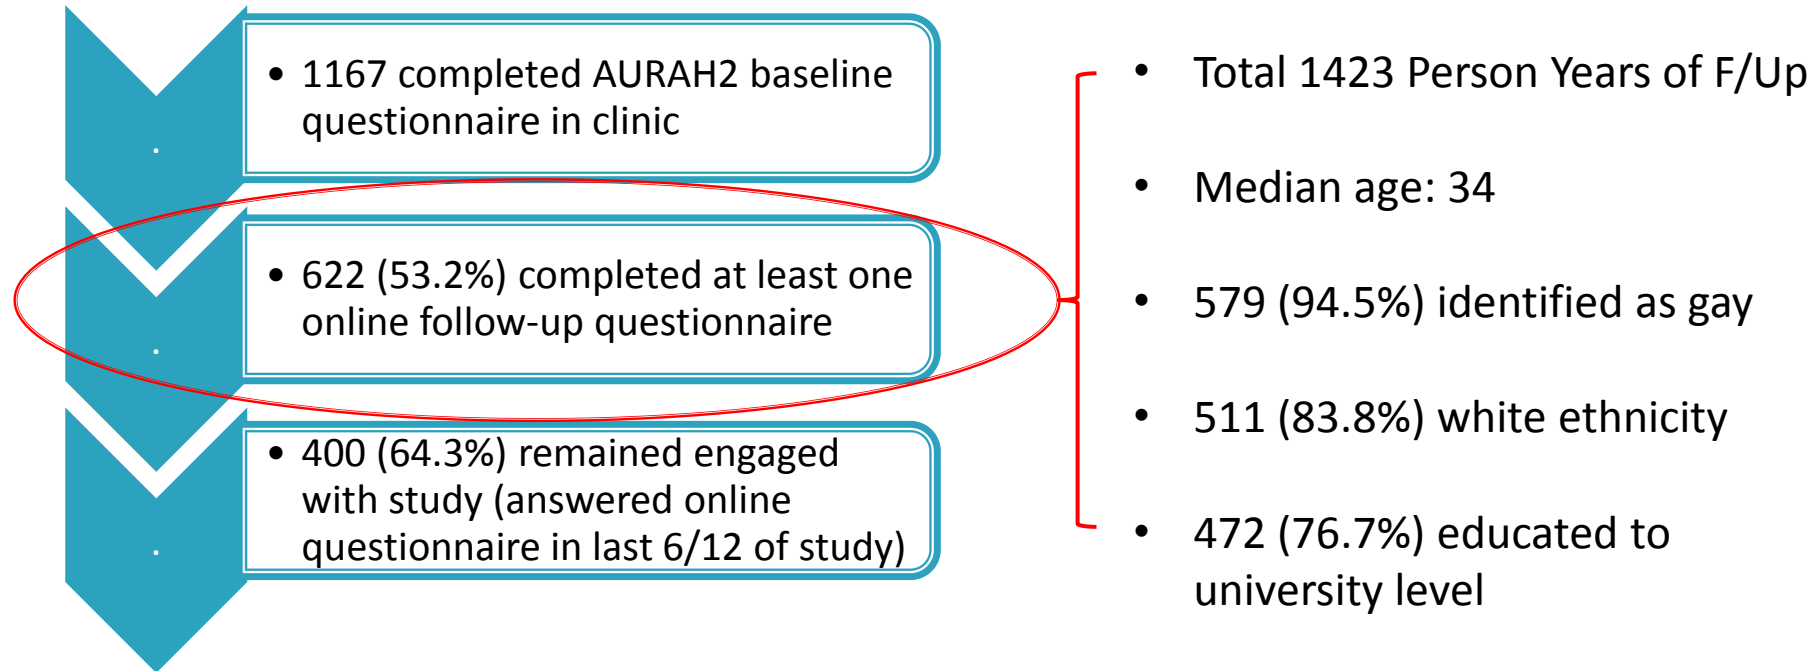 • 1167 completed AURAH2 baseline
questionnaire in clinic
• 622 (53.2%) completed at least one
online follow-up questionnaire
• 400 (64.3%) remained engaged
with study (answered online
questionnaire in last 6/12 of study)
• Total 1423 Person Years of F/Up
• Median age: 34
• 579 (94.5%) identified as gay
• 511 (83.8%) white ethnicity
• 472 (76.7%) educated to
university level